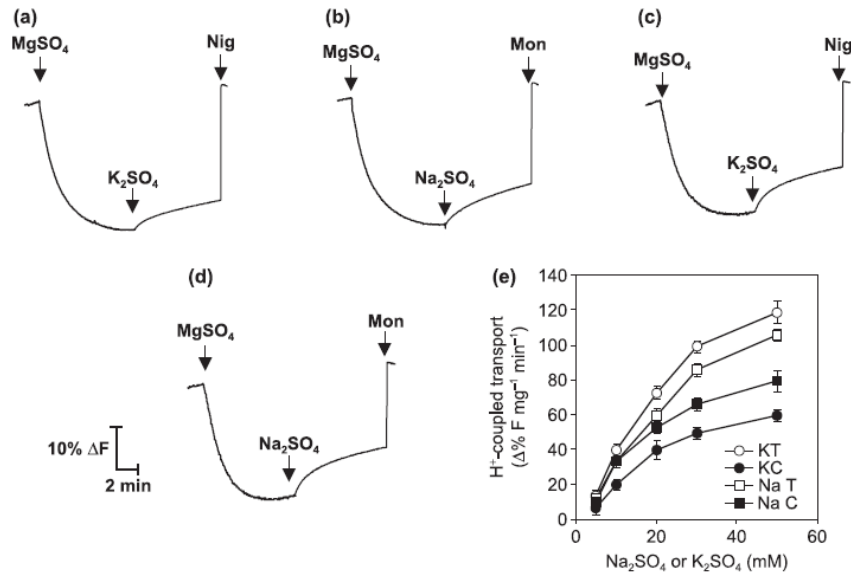 (a)
MgSO₄
Nig
K₂SO₄
(b)
MgSO₄
Mon
Na₂SO₄
(c)
MgSO₄
Nig
K₂SO₄
(d)
MgSO₄
Mon
Na₂SO₄
10% ΔF
2 min
(e)
H⁺-coupled transport
(Δ% F mg⁻¹ min⁻¹)
140
120
100
80
60
40
20
0
KT
KC
Na T
Na C
0 20 40 60
Na₂SO₄ or K₂SO₄ (mM)